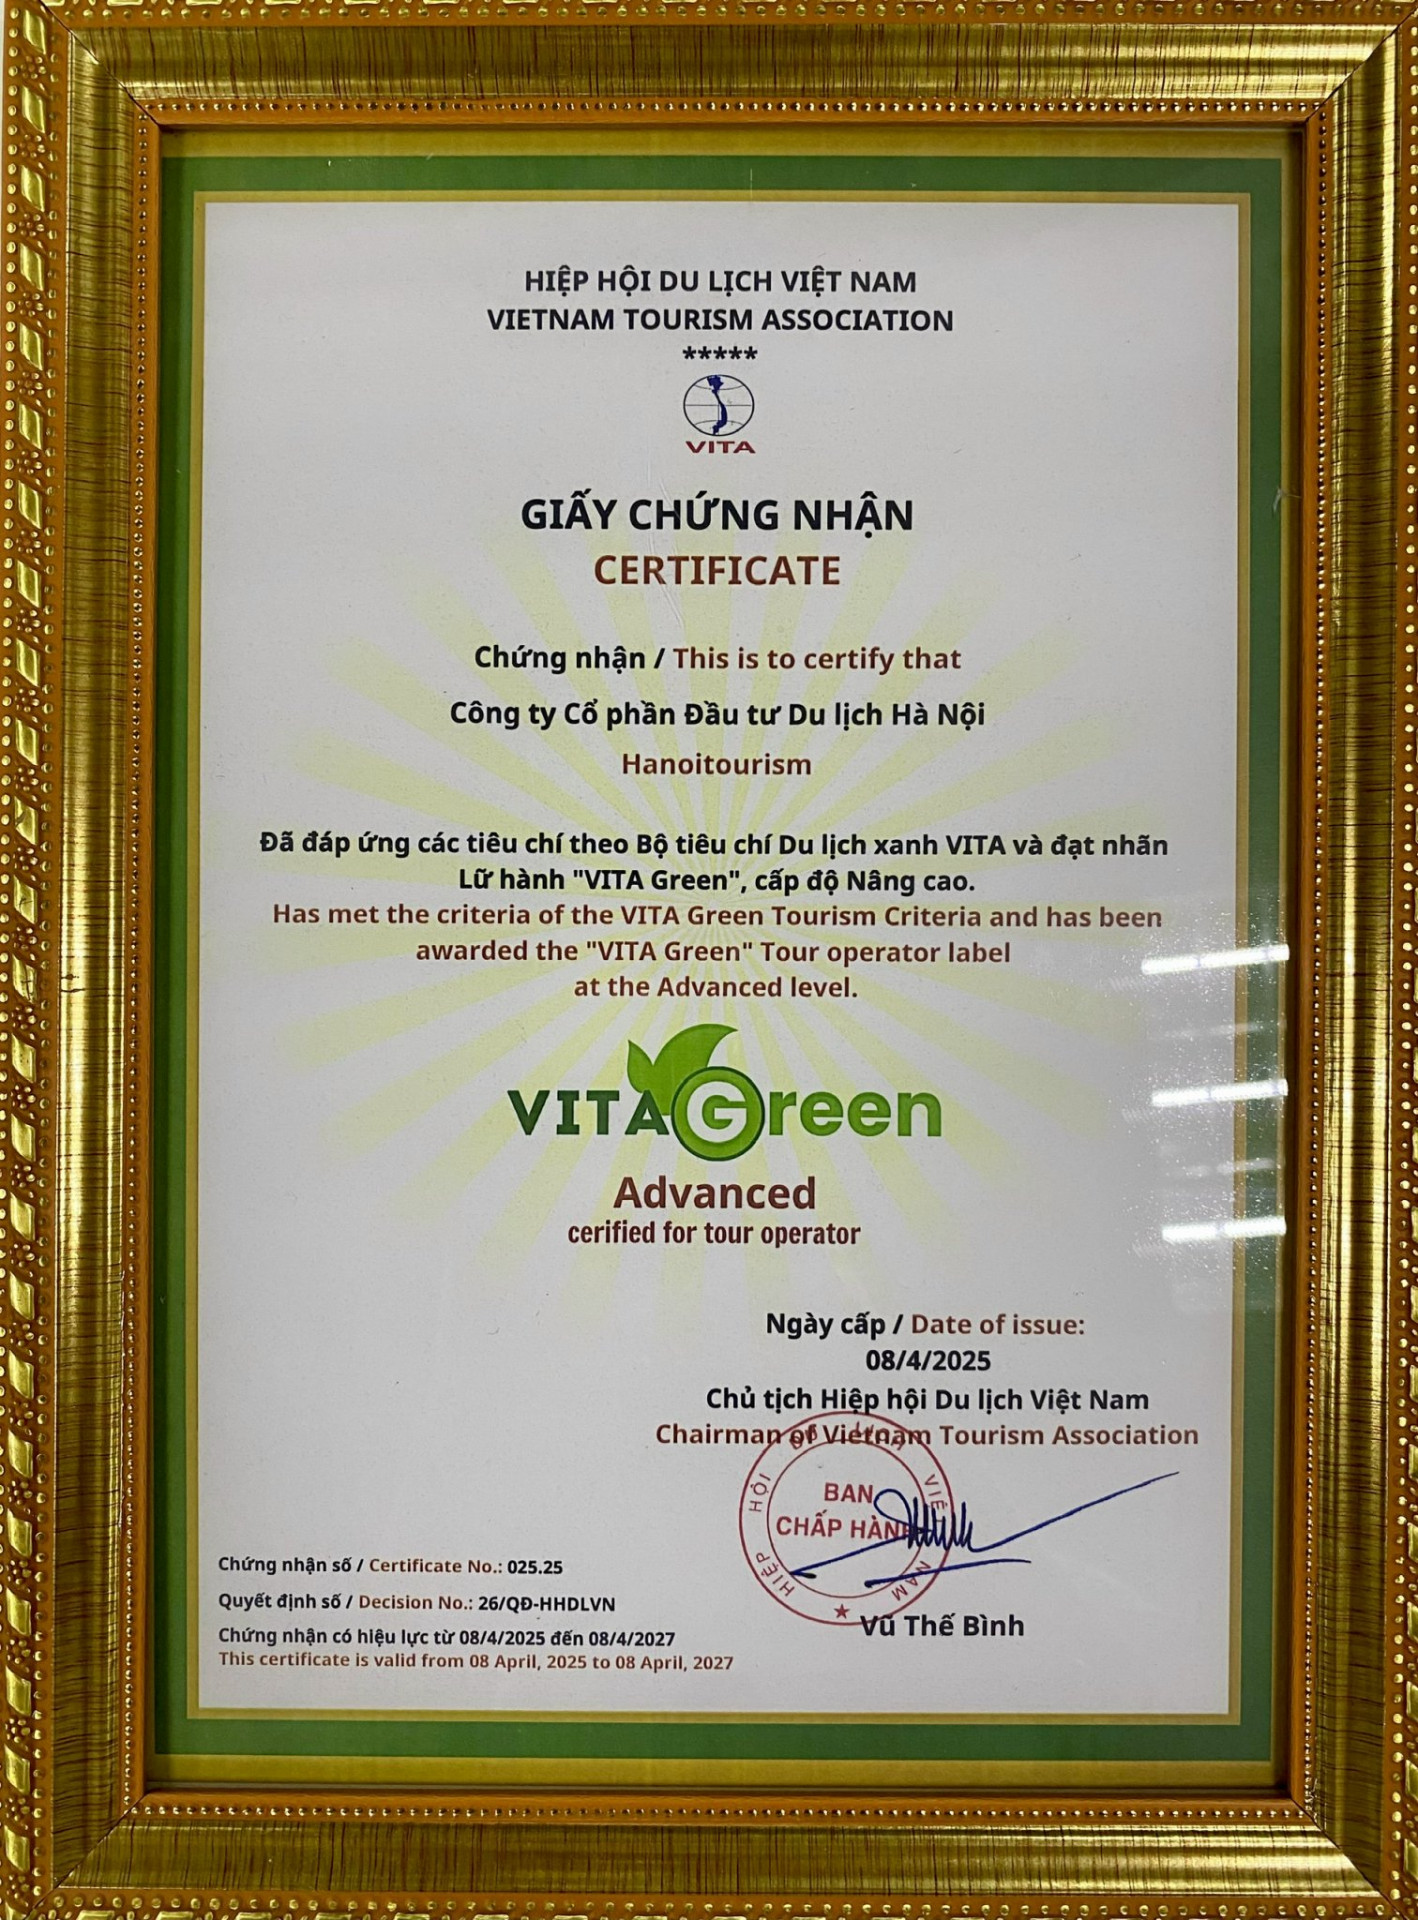 HIỆP HỘI DU LỊCH VIỆT NAM
VIETNAM TOURISM ASSOCIATION
*****
VITA
GIẤY CHỨNG NHẬN
CERTIFICATE
Chứng nhận / This is to certify that
Công ty Cổ phần Đầu tư Du lịch Hà Nội
Hanoitourism
Đã đáp ứng các tiêu chí theo Bộ tiêu chí Du lịch xanh VITA và đạt nhãn
Lữ hành "VITA Green", cấp độ Nâng cao.
Has met the criteria of the VITA Green Tourism Criteria and has been
awarded the "VITA Green" Tour operator label
at the Advanced level.
VITAGreen
Advanced
cerified for tour operator
Ngày cấp / Date of issue:
08/4/2025
Chủ tịch Hiệp hội Du lịch Việt Nam
Chairman of Vietnam Tourism Association
HIỆP HỘI DU LỊCH VIỆT NAM
BAN
CHẤP HÀNH
Vũ Thế Bình
Chứng nhận số / Certificate No.: 025.25
Quyết định số / Decision No.: 26/QĐ-HHDLVN
Chứng nhận có hiệu lực từ 08/4/2025 đến 08/4/2027
This certificate is valid from 08 April, 2025 to 08 April, 2027